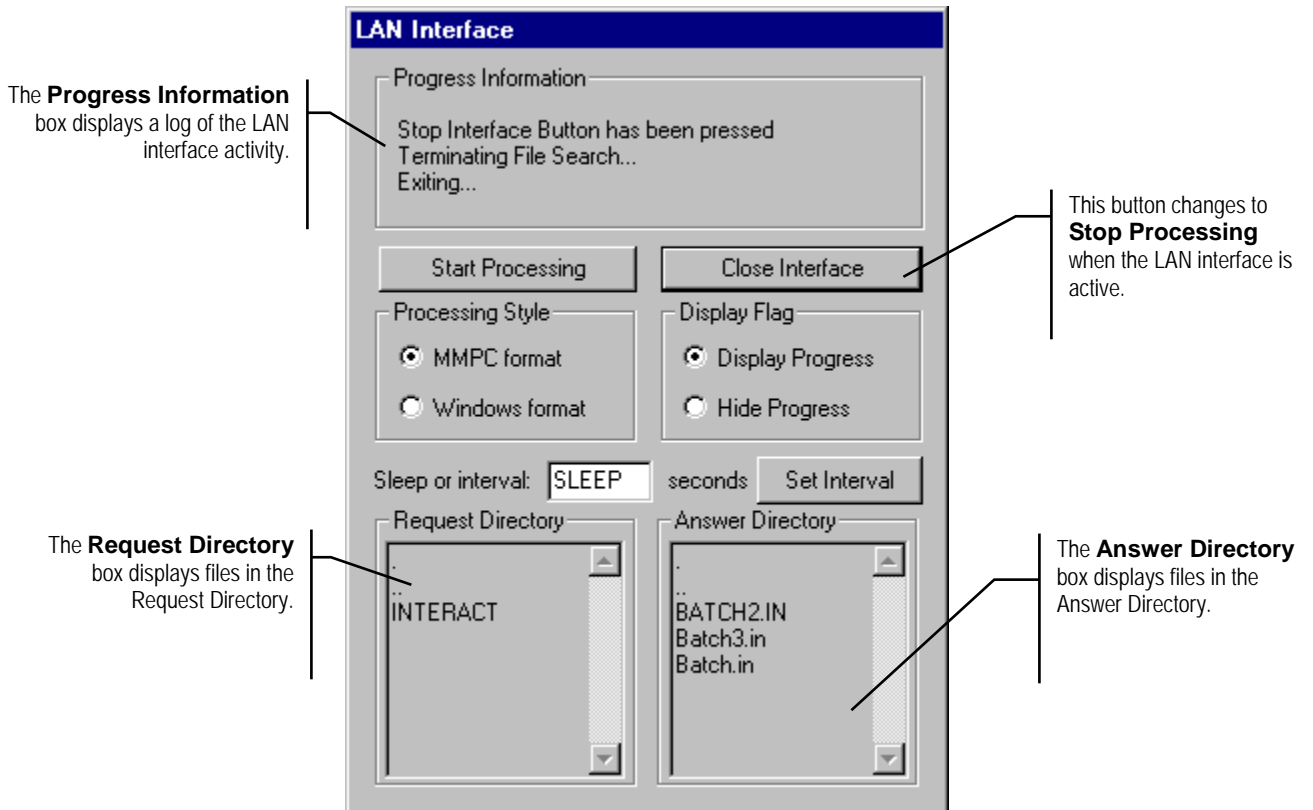 LAN Interface
Progress Information
Stop Interface Button has been pressed
Terminating File Search...
Exiting...
The Progress Information
box displays a log of the LAN
interface activity.
Start Processing
Close Interface
This button changes to
Stop Processing
when the LAN interface is
active.
Processing Style
MMPC format
Windows format
Display Flag
Display Progress
Hide Progress
Sleep or interval: SLEEP seconds Set Interval
Request Directory
.
..
INTERACT
The Request Directory
box displays files in the
Request Directory.
Answer Directory
.
..
BATCH2.IN
Batch3.in
Batch.in
The Answer Directory
box displays files in the
Answer Directory.